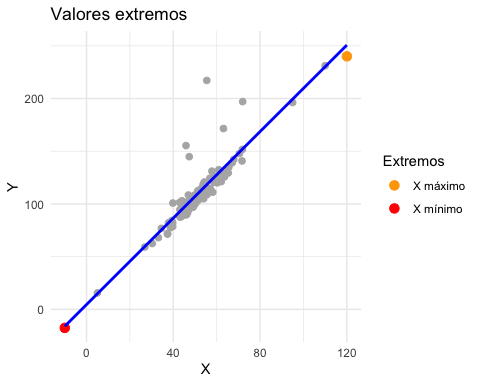 Valores extremos
Y
200
100
0
0
40
80
120
X
Extremos
X máximo
X mínimo